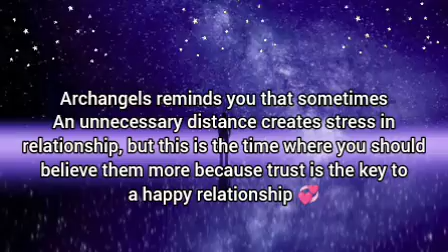 Archangels reminds you that sometimes
An unnecessary distance creates stress in
relationship, but this is the time where you should
believe them more because trust is the key to
a happy relationship 💞